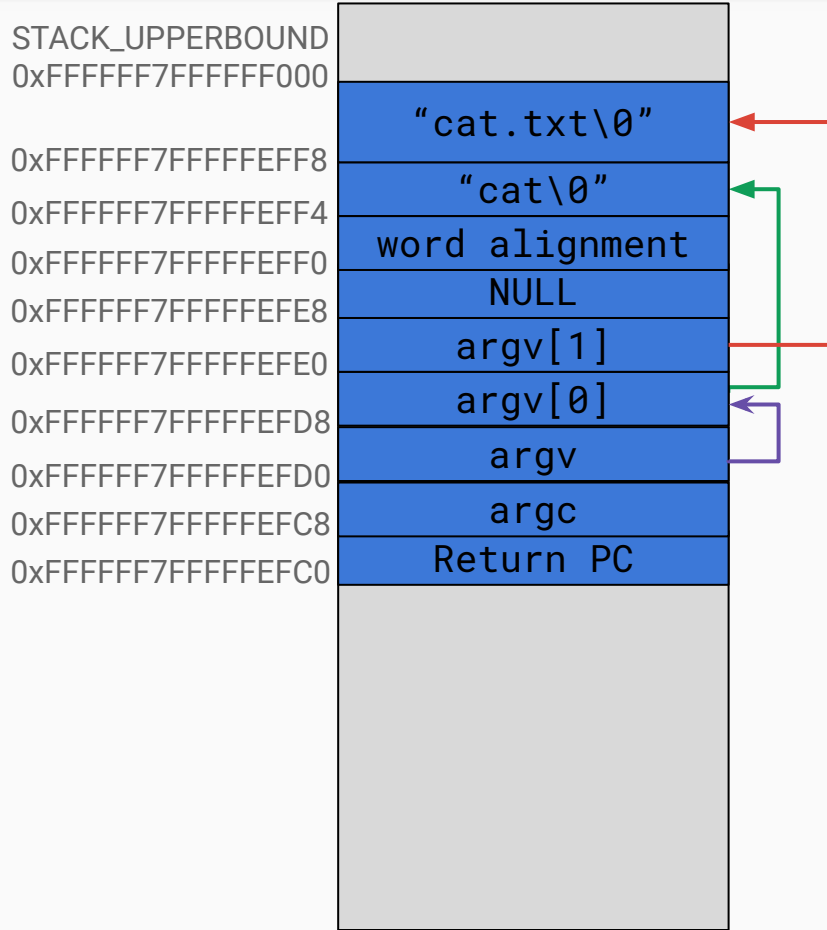 STACK_UPPERBOUND
0xFFFFFF7FFFFFF000
“cat.txt\0”
0xFFFFFF7FFFFFEFF8
“cat\0”
0xFFFFFF7FFFFFEFF4
word alignment
0xFFFFFF7FFFFFEFF0
NULL
0xFFFFFF7FFFFFEFE8
argv[1]
0xFFFFFF7FFFFFEFE0
argv[0]
0xFFFFFF7FFFFFEFD8
argv
0xFFFFFF7FFFFFEFD0
argc
0xFFFFFF7FFFFFEFC8
Return PC
0xFFFFFF7FFFFFEFC0